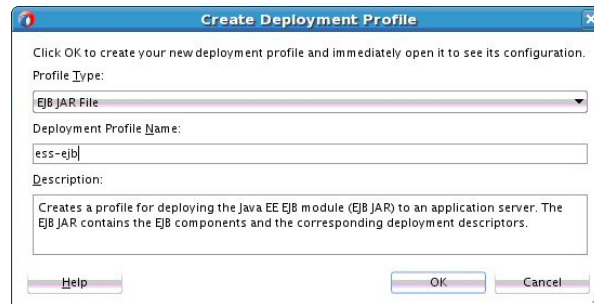 Create Deployment Profile
Click OK to create your new deployment profile and immediately open it to see its configuration.
Profile Type:
EJB JAR File
Deployment Profile Name:
ess-ejb
Description:
Creates a profile for deploying the Java EE EJB module (EJB JAR) to an application server. The
EJB JAR contains the EJB components and the corresponding deployment descriptors.
Help OK Cancel